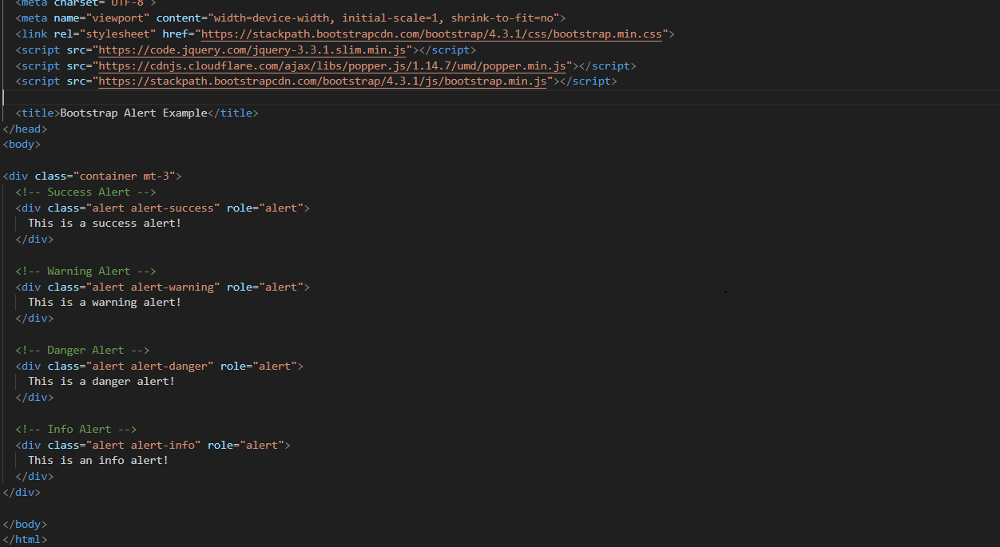 <meta charset="UTF-8">
<meta name="viewport" content="width=device-width, initial-scale=1, shrink-to-fit=no">
<link rel="stylesheet" href="https://stackpath.bootstrapcdn.com/bootstrap/4.3.1/css/bootstrap.min.css">
<script src="https://code.jquery.com/jquery-3.3.1.slim.min.js"></script>
<script src="https://cdnjs.cloudflare.com/ajax/libs/popper.js/1.14.7/umd/popper.min.js"></script>
<script src="https://stackpath.bootstrapcdn.com/bootstrap/4.3.1/js/bootstrap.min.js"></script>
<title>Bootstrap Alert Example</title>
</head>
<body>
<div class="container mt-3">
<!-- Success Alert -->
<div class="alert alert-success" role="alert">
This is a success alert!
</div>
<!-- Warning Alert -->
<div class="alert alert-warning" role="alert">
This is a warning alert!
</div>
<!-- Danger Alert -->
<div class="alert alert-danger" role="alert">
This is a danger alert!
</div>
<!-- Info Alert -->
<div class="alert alert-info" role="alert">
This is an info alert!
</div>
</div>
</body>
</html>